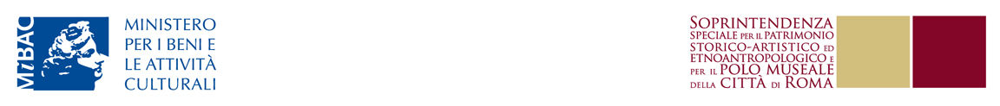 MiBAC
MINISTERO
PER I BENI E
LE ATTIVITÀ
CULTURALI
SOPRINTENDENZA
SPECIALE PER IL PATRIMONIO
STORICO-ARTISTICO ED
ETNOANTROPOLOGICO E
PER IL POLO MUSEALE
DELLA CITTÀ DI ROMA